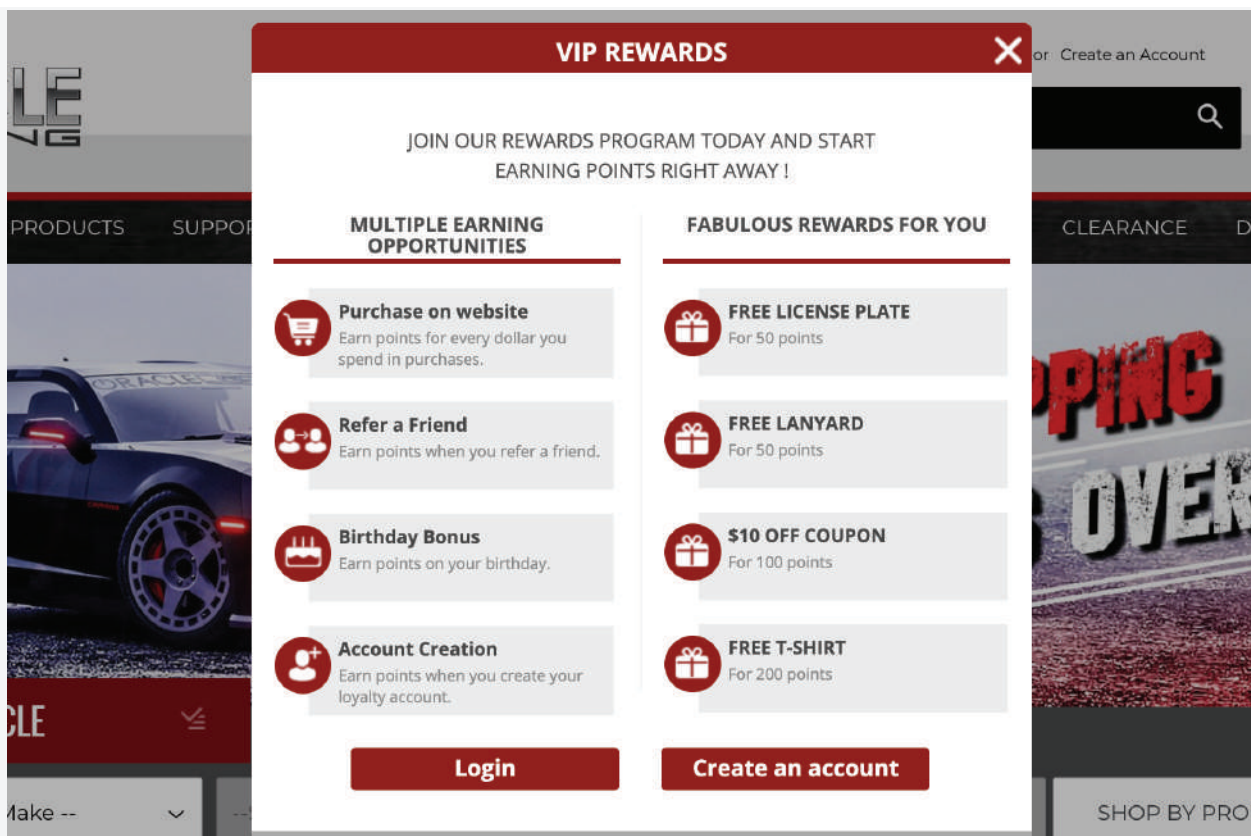 VIP REWARDS
or Create an Account
JOIN OUR REWARDS PROGRAM TODAY AND START
EARNING POINTS RIGHT AWAY !
PRODUCTS
CLEARANCE
MULTIPLE EARNING
OPPORTUNITIES
Purchase on website
Earn points for every dollar you
spend in purchases.
Refer a Friend
Earn points when you refer a friend.
Birthday Bonus
Earn points on your birthday.
Account Creation
Earn points when you create your
loyalty account.
FABULOUS REWARDS FOR YOU
FREE LICENSE PLATE
For 50 points
FREE LANYARD
For 50 points
$10 OFF COUPON
For 100 points
FREE T-SHIRT
For 200 points
Login
Create an account
PPING
OVER
CLE
Make --
SHOP BY PRO